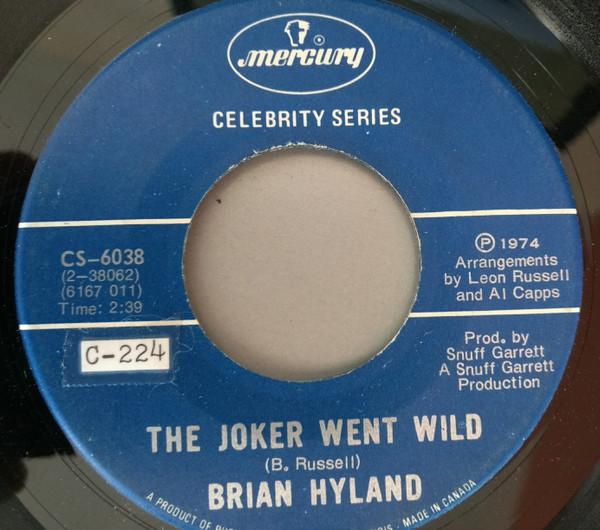 mercury
®
CELEBRITY SERIES
CS-6038
(2-38062)
(6167 011)
Time: 2:39
C-224
Ⓟ 1974
Arrangements
by Leon Russell
and Al Capps
Prod. by
Snuff Garrett
A Snuff Garrett
Production
THE JOKER WENT WILD
(B. Russell)
BRIAN HYLAND
A PRODUCT OF
/ MADE IN CANADA